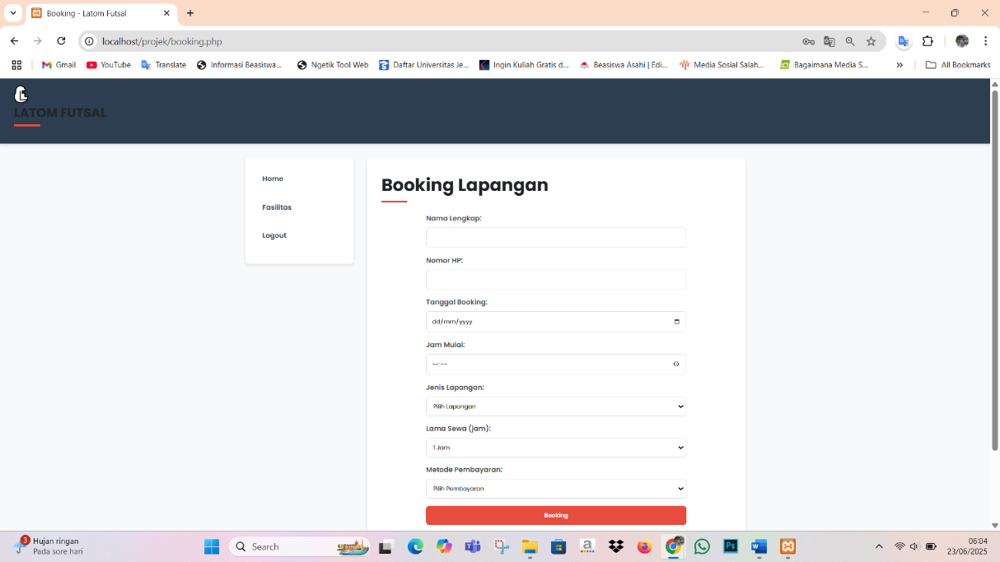 Booking - Latom Futsal
localhost/projek/booking.php
Gmail
YouTube
Translate
Informasi Beasiswa...
Ngetik Tool Web
Daftar Universitas Je...
Ingin Kuliah Gratis d...
Beasiswa Asahi | Edi...
Media Sosial Salah...
Bagaimana Media S...
»
All Bookmarks
LATOM FUTSAL
Home
Fasilitas
Logout
Booking Lapangan
Nama Lengkap:
Nomor HP:
Tanggal Booking:
dd/mm/yyyy
Jam Mulai:
--:--
Jenis Lapangan:
Pilih Lapangan
Lama Sewa (jam):
1 Jam
Metode Pembayaran:
Pilih Pembayaran
Booking
3
Hujan ringan
Pada sore hari
Search
a
Ps
W
06:04
23/06/2025